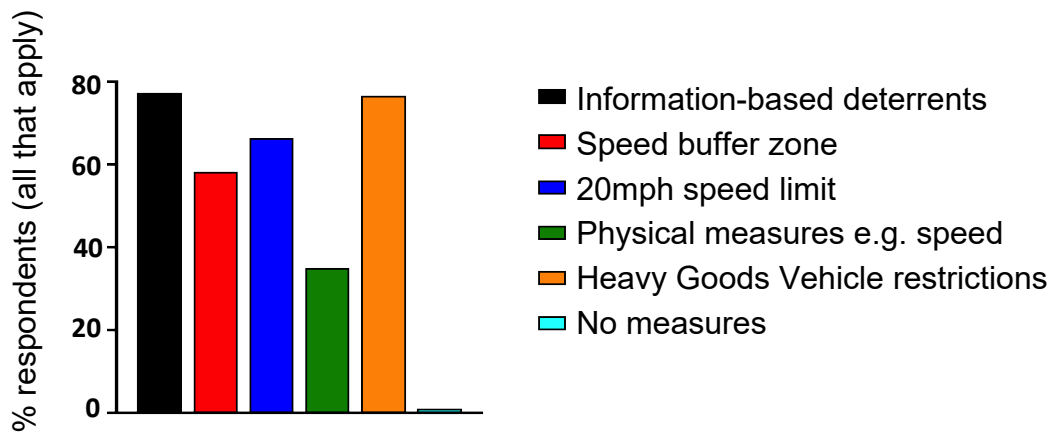 % respondents (all that apply)
80
60
40
20
0
Information-based deterrents
Speed buffer zone
20mph speed limit
Physical measures e.g. speed
Heavy Goods Vehicle restrictions
No measures